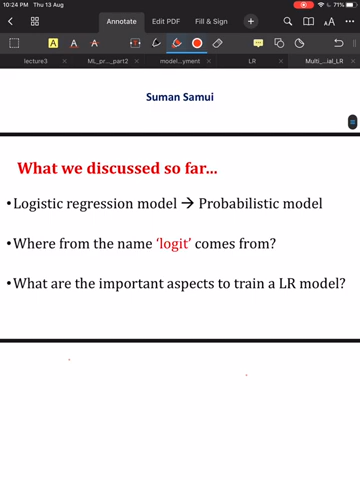 10:24 PM Thu 13 Aug
71%
Annotate Edit PDF Fill & Sign
AA
A A A T
lecture3 ML_pr..._part2 model...yment LR Multi_...ial_LR
Suman Samui
What we discussed so far...
•Logistic regression model → Probabilistic model
•Where from the name ‘logit’ comes from?
•What are the important aspects to train a LR model?